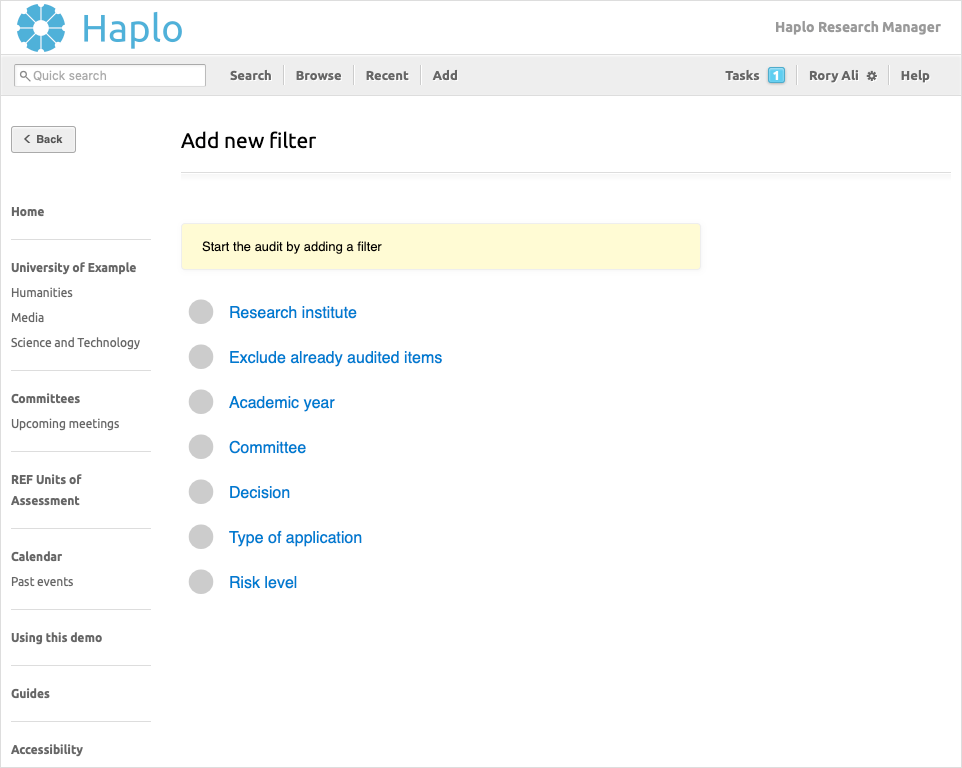 Haplo
Haplo Research Manager
Quick search
Search
Browse
Recent
Add
Tasks 1
Rory Ali
Help
Back
Add new filter
Home
University of Example
Humanities
Media
Science and Technology
Committees
Upcoming meetings
REF Units of
Assessment
Calendar
Past events
Using this demo
Guides
Accessibility
Start the audit by adding a filter
Research institute
Exclude already audited items
Academic year
Committee
Decision
Type of application
Risk level